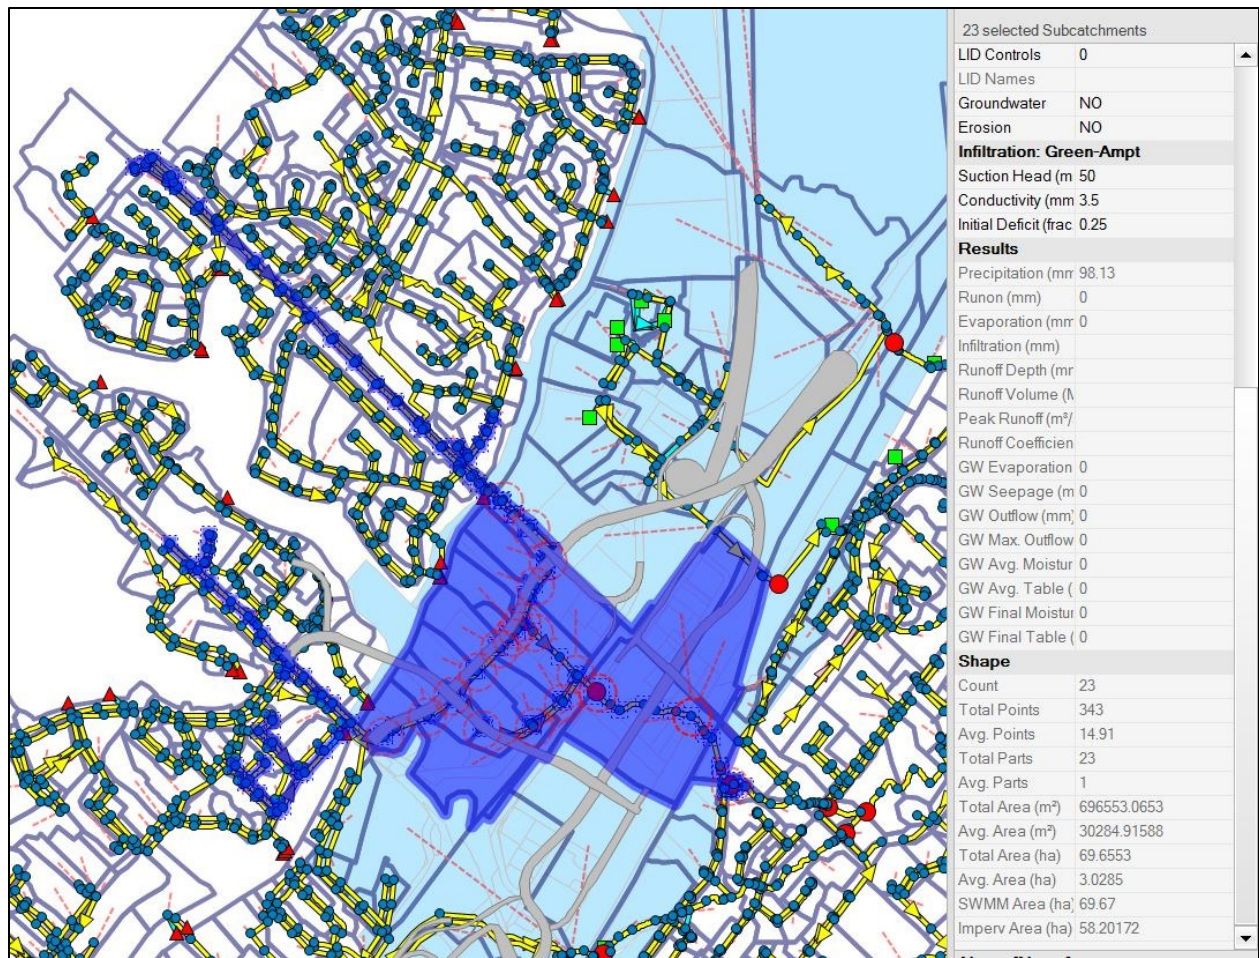 23 selected Subcatchments
LID Controls 0
LID Names
Groundwater NO
Erosion NO
Infiltration: Green-Ampt
Suction Head (m 50
Conductivity (mm 3.5
Initial Deficit (frac 0.25
Results
Precipitation (mm 98.13
Runon (mm) 0
Evaporation (mm 0
Infiltration (mm)
Runoff Depth (mr
Runoff Volume (M
Peak Runoff (m³/
Runoff Coefficien
GW Evaporation 0
GW Seepage (m 0
GW Outflow (mm) 0
GW Max. Outflow 0
GW Avg. Moistur 0
GW Avg. Table ( 0
GW Final Moistur 0
GW Final Table ( 0
Shape
Count 23
Total Points 343
Avg. Points 14.91
Total Parts 23
Avg. Parts 1
Total Area (m²) 696553.0653
Avg. Area (m²) 30284.91588
Total Area (ha) 69.6553
Avg. Area (ha) 3.0285
SWMM Area (ha) 69.67
Imperv Area (ha) 58.20172